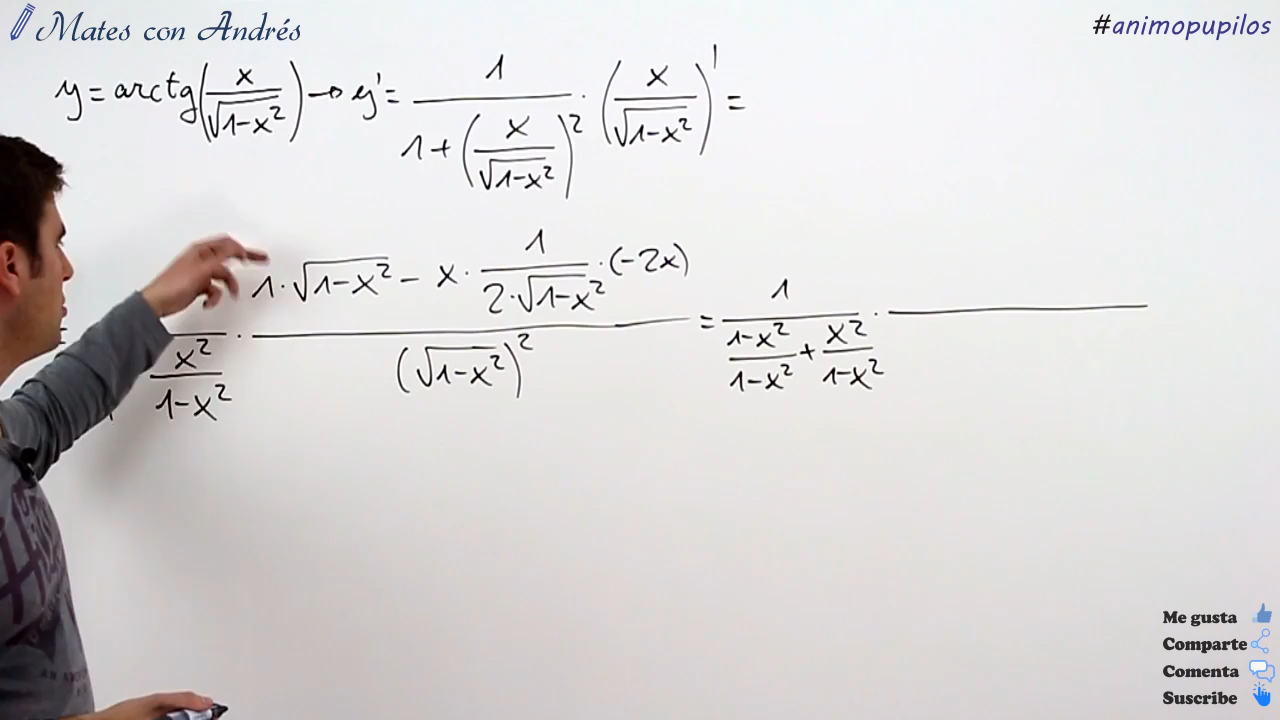 Mates con Andrés
#animopupilos
y = arctg(x/√(1-x²)) → y' = 1/(1+(x/√(1-x²))²) · (x/√(1-x²))' =
x²/(1-x²) · (1·√(1-x²) - x · 1/(2·√(1-x²)) · (-2x))/(√(1-x²))² = 1/((1-x²)/(1-x²) + x²/(1-x²)) ·
Me gusta
Comparte
Comenta
Suscribe